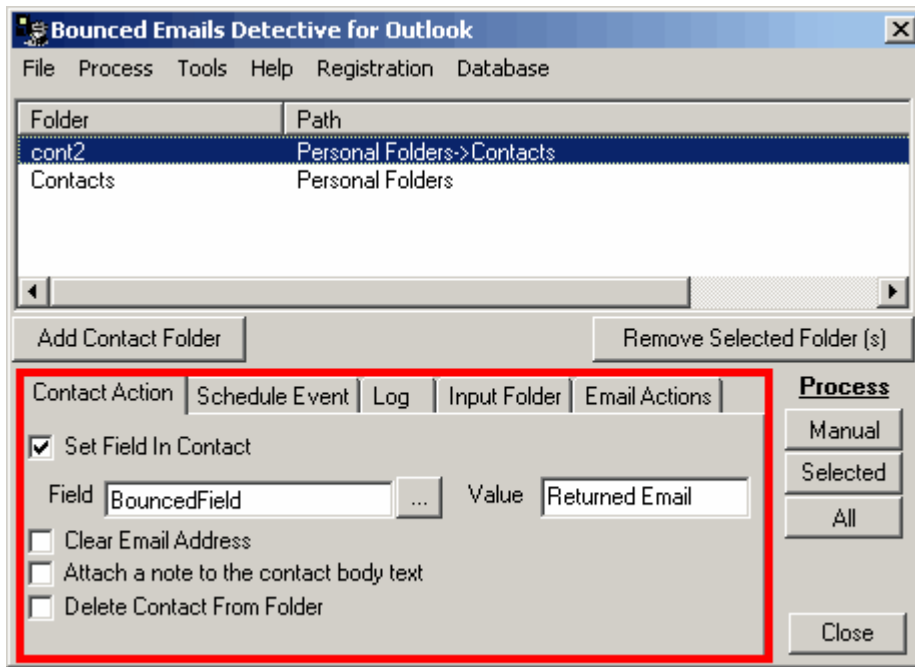 Bounced Emails Detective for Outlook
File Process Tools Help Registration Database
Folder Path
cont2 Personal Folders->Contacts
Contacts Personal Folders
Add Contact Folder Remove Selected Folder (s)
Contact Action Schedule Event Log Input Folder Email Actions
Process
Set Field In Contact
Manual
Field BouncedField ... Value Returned Email
Selected
All
Clear Email Address
Attach a note to the contact body text
Delete Contact From Folder
Close